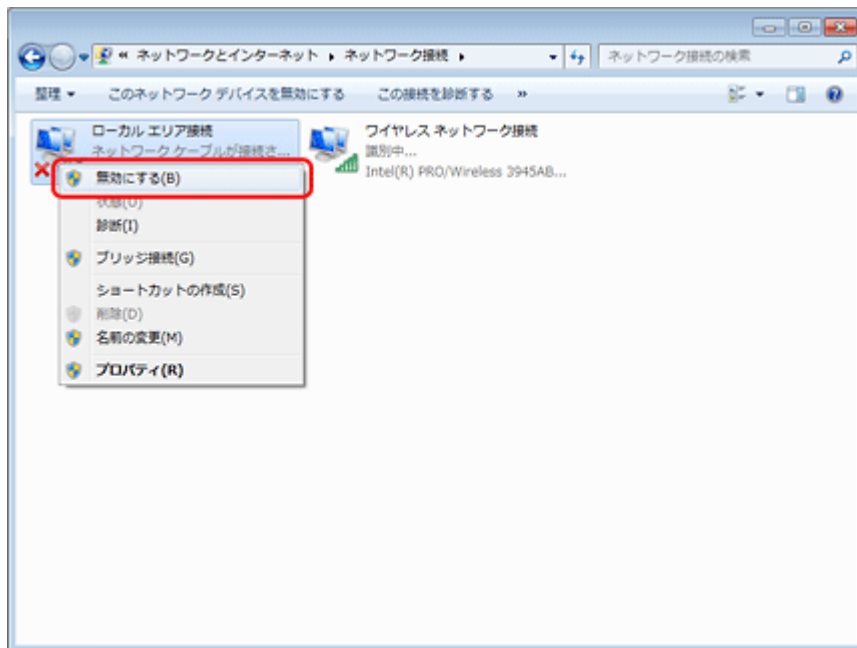 « ネットワークとインターネット ▸ ネットワーク接続 ▸
ネットワーク接続の検索
整理 ▼ このネットワーク デバイスを無効にする この接続を診断する »
ローカル エリア接続
ネットワーク ケーブルが接続さ...
ワイヤレス ネットワーク接続
識別中...
Intel(R) PRO/Wireless 3945AB...
無効にする(B)
状態(U)
診断(I)
ブリッジ接続(G)
ショートカットの作成(S)
削除(D)
名前の変更(M)
プロパティ(R)